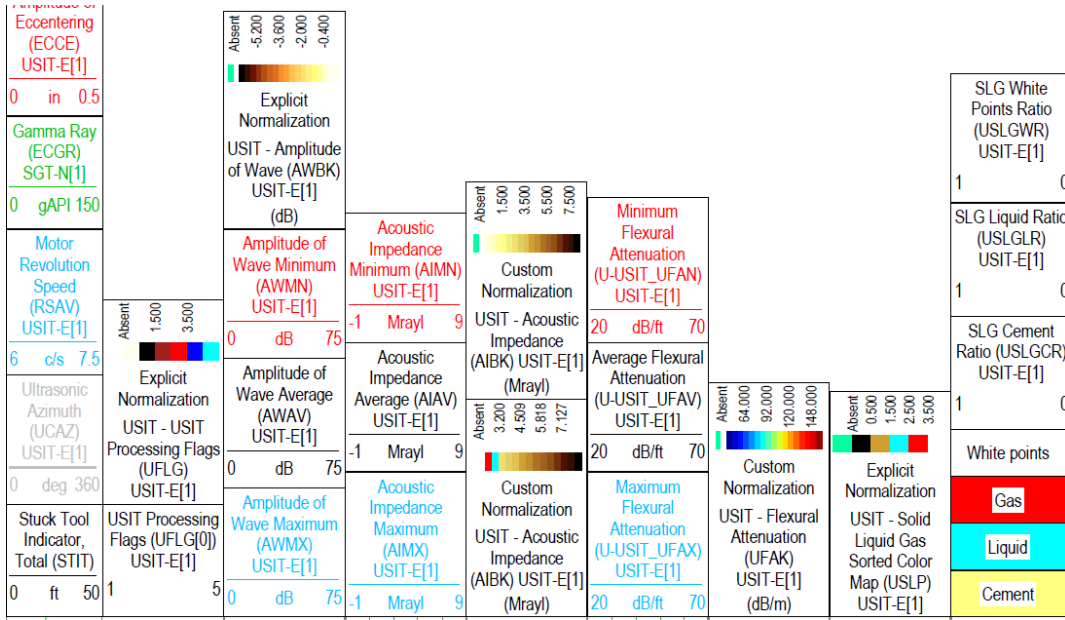 Amplitude of
Eccentering
(ECCE)
USIT-E[1]
0 in 0.5
Gamma Ray
(ECGR)
SGT-N[1]
0 gAPI 150
Motor
Revolution
Speed
(RSAV)
USIT-E[1]
6 c/s 7.5
Ultrasonic
Azimuth
(UCAZ)
USIT-E[1]
0 deg 360
Stuck Tool
Indicator,
Total (STIT)
0 ft 50
Absent
1.500
3.500
Explicit
Normalization
USIT - USIT
Processing Flags
(UFLG)
USIT-E[1]
USIT Processing
Flags (UFLG[0])
USIT-E[1]
1 5
Absent
-5.200
-3.600
-2.000
-0.400
Explicit
Normalization
USIT - Amplitude
of Wave (AWBK)
USIT-E[1]
(dB)
Amplitude of
Wave Minimum
(AWMN)
USIT-E[1]
0 dB 75
Amplitude of
Wave Average
(AWAV)
USIT-E[1]
0 dB 75
Amplitude of
Wave Maximum
(AWMX)
USIT-E[1]
0 dB 75
Acoustic
Impedance
Minimum (AIMN)
USIT-E[1]
-1 Mrayl 9
Acoustic
Impedance
Average (AIAV)
USIT-E[1]
-1 Mrayl 9
Acoustic
Impedance
Maximum
(AIMX)
USIT-E[1]
-1 Mrayl 9
Absent
1.500
3.500
5.500
7.500
Custom
Normalization
USIT - Acoustic
Impedance
(AIBK) USIT-E[1]
(Mrayl)
Absent
3.200
4.509
5.818
7.127
Custom
Normalization
USIT - Acoustic
Impedance
(AIBK) USIT-E[1]
(Mrayl)
Minimum
Flexural
Attenuation
(U-USIT_UFAN)
USIT-E[1]
20 dB/ft 70
Average Flexural
Attenuation
(U-USIT_UFAV)
USIT-E[1]
20 dB/ft 70
Maximum
Flexural
Attenuation
(U-USIT_UFAX)
USIT-E[1]
20 dB/ft 70
Absent
64.000
92.000
120.000
148.000
Custom
Normalization
USIT - Flexural
Attenuation
(UFAK)
USIT-E[1]
(dB/m)
Absent
0.500
1.500
2.500
3.500
Explicit
Normalization
USIT - Solid
Liquid Gas
Sorted Color
Map (USLP)
USIT-E[1]
SLG White
Points Ratio
(USLGWR)
USIT-E[1]
1 0
SLG Liquid Ratio
(USLGLR)
USIT-E[1]
1 0
SLG Cement
Ratio (USLGCR)
USIT-E[1]
1 0
White points
Gas
Liquid
Cement